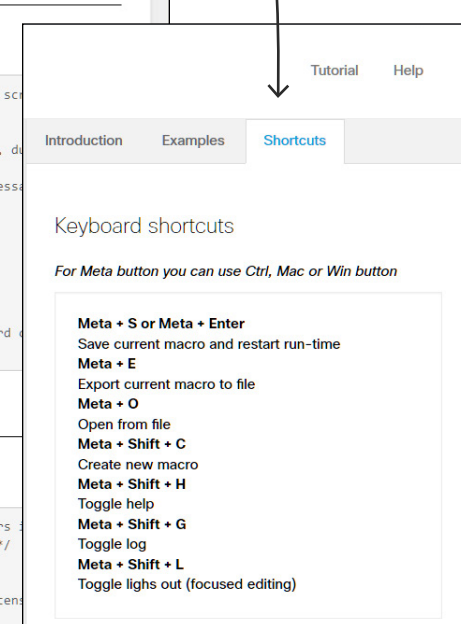 Tutorial Help
Introduction Examples Shortcuts
Keyboard shortcuts
For Meta button you can use Ctrl, Mac or Win button
Meta + S or Meta + Enter
Save current macro and restart run-time
Meta + E
Export current macro to file
Meta + O
Open from file
Meta + Shift + C
Create new macro
Meta + Shift + H
Toggle help
Meta + Shift + G
Toggle log
Meta + Shift + L
Toggle lighs out (focused editing)
*/